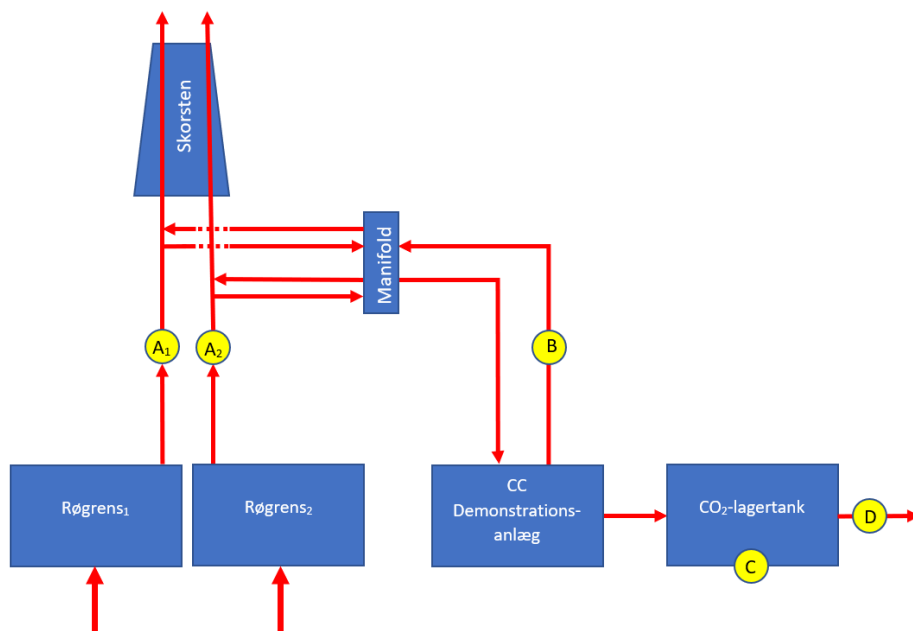 Skorsten
Manifold
A₁
A₂
B
Røgrens₁
Røgrens₂
CC
Demonstrations-
anlæg
CO₂-lagertank
D
C